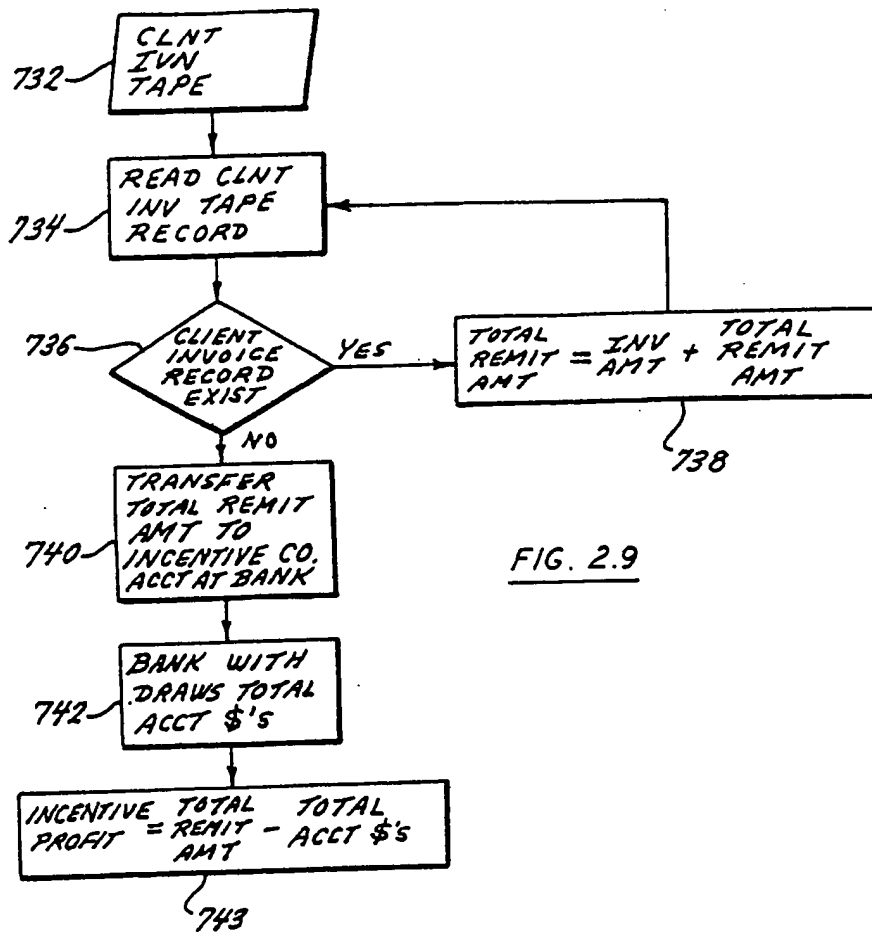 CLNT
IVN
TAPE
732
READ CLNT
INV TAPE
RECORD
734
CLIENT
INVOICE
RECORD
EXIST
736
YES
TOTAL
REMIT
AMT
= INV
AMT
+ TOTAL
REMIT
AMT
738
NO
TRANSFER
TOTAL REMIT
AMT TO
INCENTIVE CO.
ACCT AT BANK
740
FIG. 2.9
BANK WITH
DRAWS TOTAL
ACCT $'s
742
INCENTIVE
PROFIT
= TOTAL
REMIT
AMT
- TOTAL
ACCT $'s
743